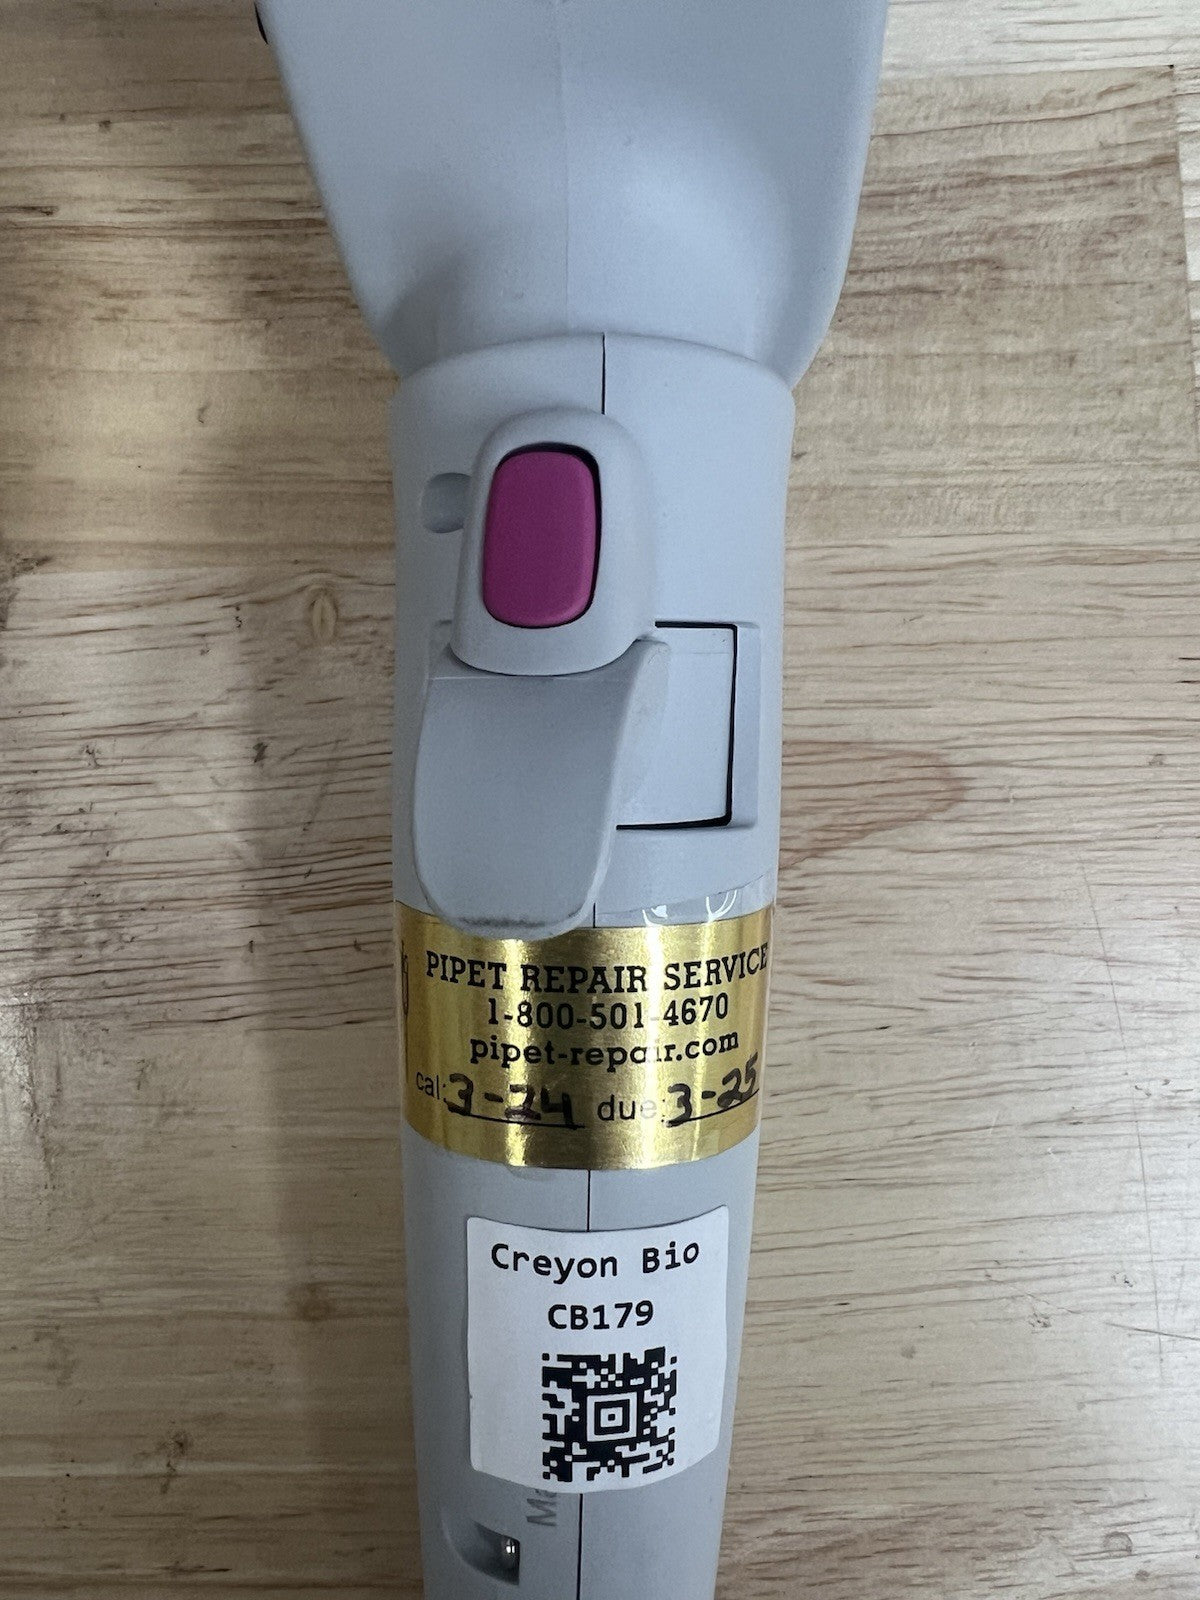 PIPET REPAIR SERVICE
1-800-501-4670
pipet-repair.com
cal: 3-24 due: 3-25
Creyon Bio
CB179